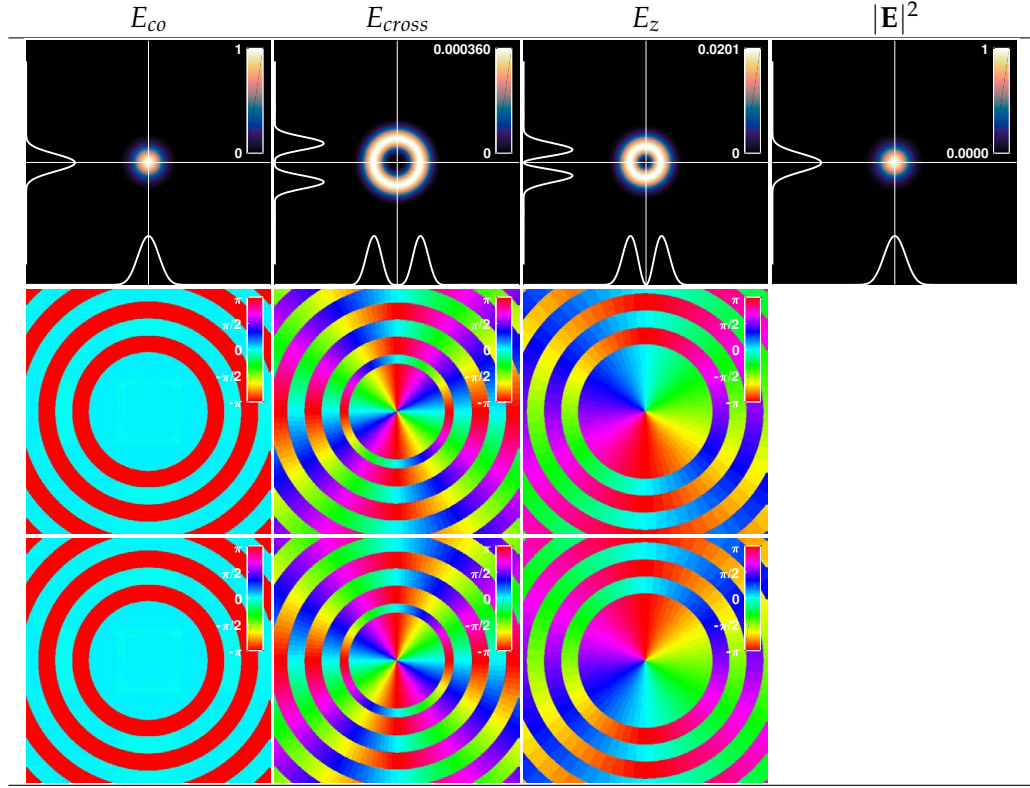 E_co E_cross E_z |E|^2
1 0.000360 0.0201 1
0 0 0 0.0000
π π π
π/2 π/2 π/2
0 0 0
-π/2 -π/2 -π/2
-π -π -π
π π π
π/2 π/2 π/2
0 0 0
-π/2 -π/2 -π/2
-π -π -π